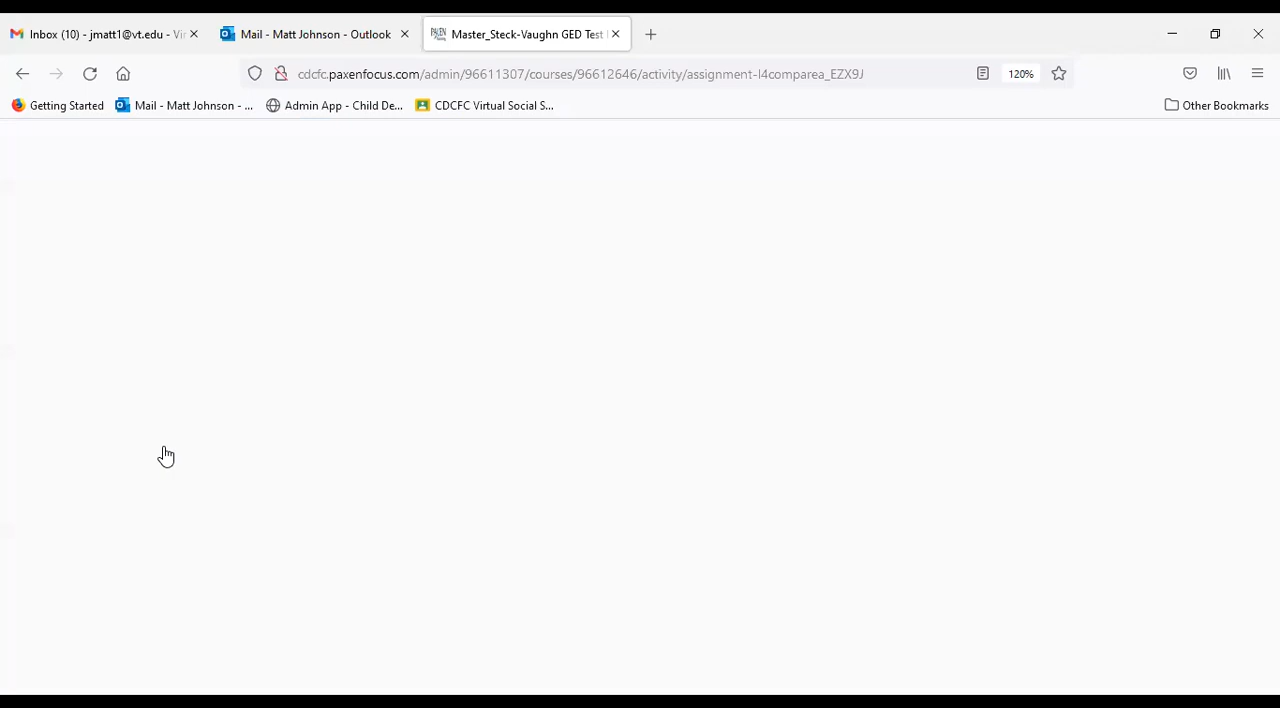 Inbox (10) - jmatt1@vt.edu - Vir
Mail - Matt Johnson - Outlook
PAXEN
Master_Steck-Vaughn GED Test
cdcfc.paxenfocus.com/admin/96611307/courses/96612646/activity/assignment-l4comparea_EZX9J
120%
Getting Started
Mail - Matt Johnson - ...
Admin App - Child De...
CDCFC Virtual Social S...
Other Bookmarks